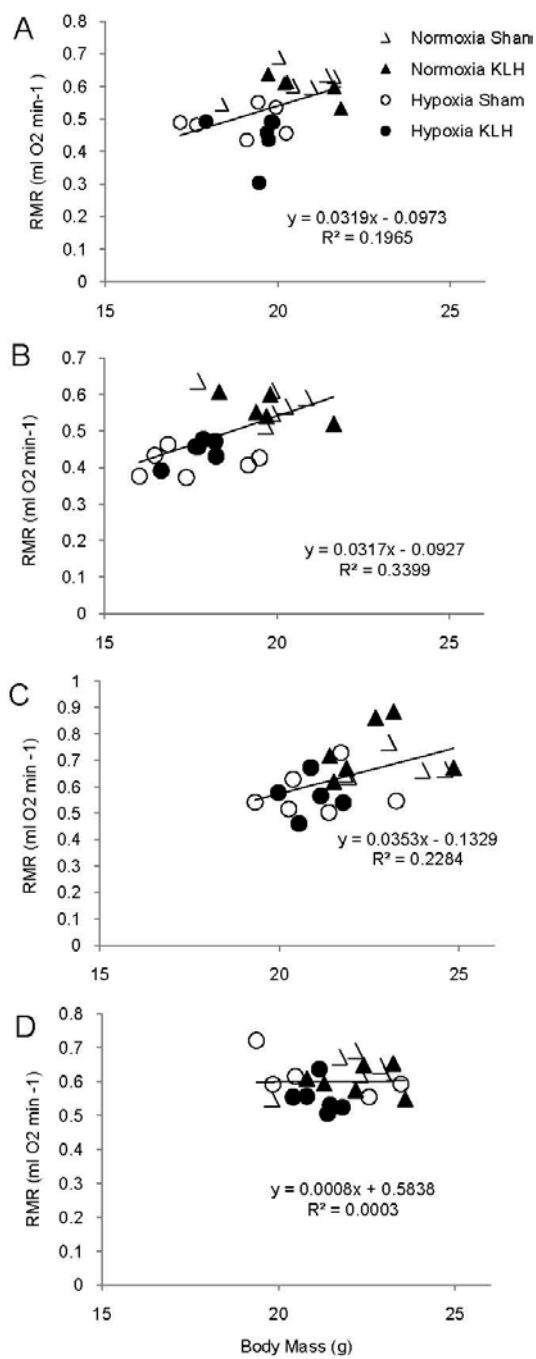 A
Normoxia Sham
Normoxia KLH
Hypoxia Sham
Hypoxia KLH
RMR (ml O2 min-1)
0.8
0.7
0.6
0.5
0.4
0.3
0.2
0.1
0
y = 0.0319x - 0.0973
R² = 0.1965
15
20
25
B
RMR (ml O2 min-1)
0.7
0.6
0.5
0.4
0.3
0.2
0.1
0
y = 0.0317x - 0.0927
R² = 0.3399
15
20
25
C
RMR (ml O2 min -1)
1
0.9
0.8
0.7
0.6
0.5
0.4
0.3
0.2
0.1
0
y = 0.0353x - 0.1329
R² = 0.2284
15
20
25
D
RMR (ml O2 min -1)
0.8
0.7
0.6
0.5
0.4
0.3
0.2
0.1
0
y = 0.0008x + 0.5838
R² = 0.0003
15
20
25
Body Mass (g)